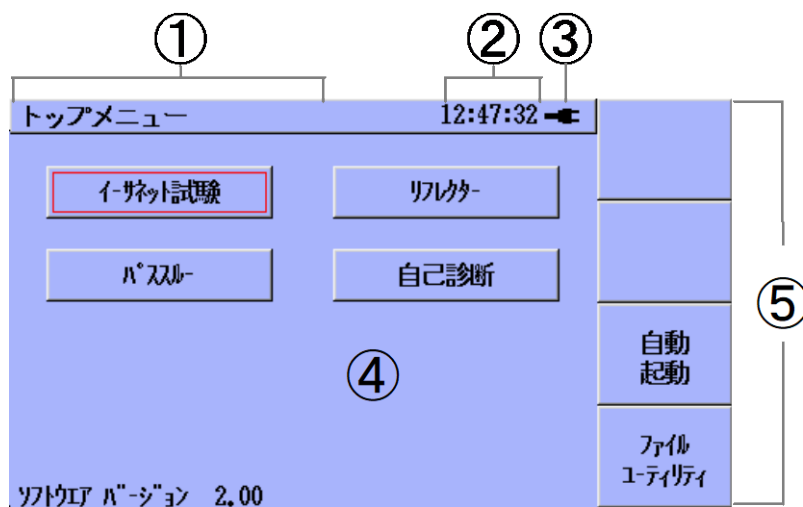 ① ② ③
トップメニュー 12:47:32
イーサネット試験 リフレクター
パススルー 自己診断
④
⑤
自動
起動
ファイル
ユーティリティ
ソフトウエア バージョン 2.00